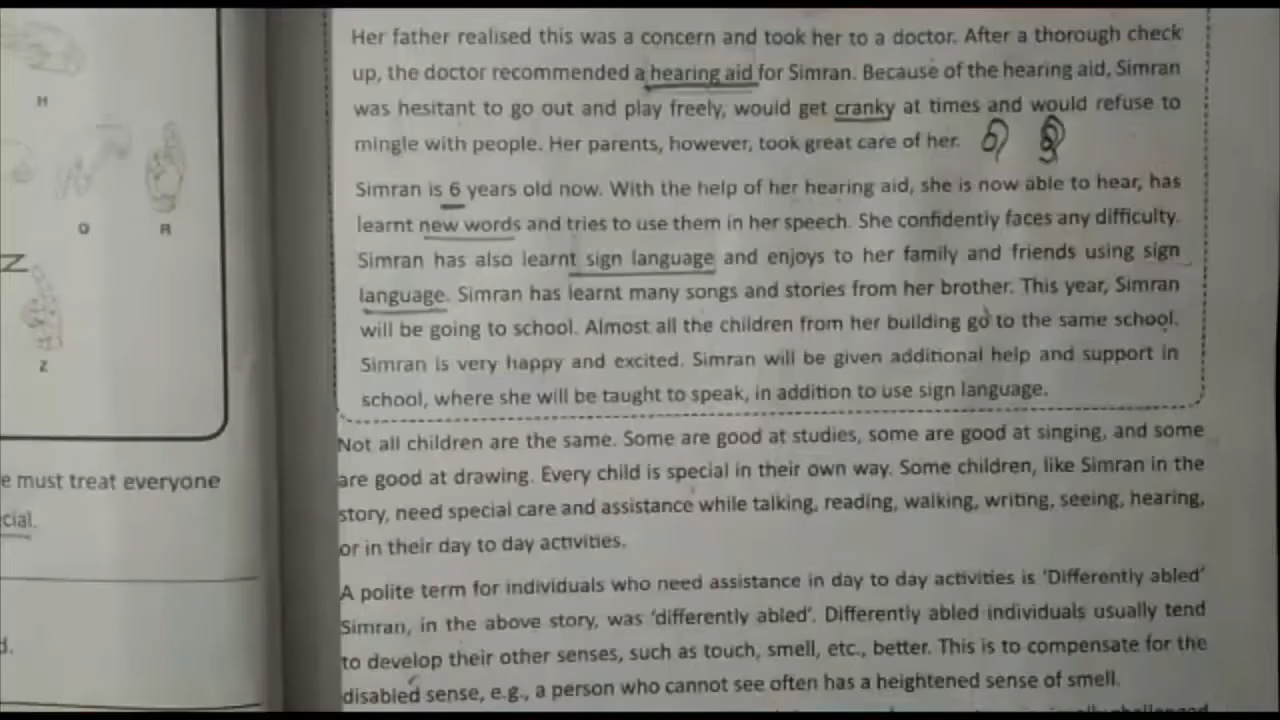 H
Q R
Z
Z
e must treat everyone
cial.
d.
Her father realised this was a concern and took her to a doctor. After a thorough check
up, the doctor recommended a hearing aid for Simran. Because of the hearing aid, Simran
was hesitant to go out and play freely, would get cranky at times and would refuse to
mingle with people. Her parents, however, took great care of her.
Simran is 6 years old now. With the help of her hearing aid, she is now able to hear, has
learnt new words and tries to use them in her speech. She confidently faces any difficulty.
Simran has also learnt sign language and enjoys to her family and friends using sign
language. Simran has learnt many songs and stories from her brother. This year, Simran
will be going to school. Almost all the children from her building go to the same school.
Simran is very happy and excited. Simran will be given additional help and support in
school, where she will be taught to speak, in addition to use sign language.
Not all children are the same. Some are good at studies, some are good at singing, and some
are good at drawing. Every child is special in their own way. Some children, like Simran in the
story, need special care and assistance while talking, reading, walking, writing, seeing, hearing,
or in their day to day activities.
A polite term for individuals who need assistance in day to day activities is 'Differently abled'
Simran, in the above story, was 'differently abled'. Differently abled individuals usually tend
to develop their other senses, such as touch, smell, etc., better. This is to compensate for the
disabled sense, e.g., a person who cannot see often has a heightened sense of smell.